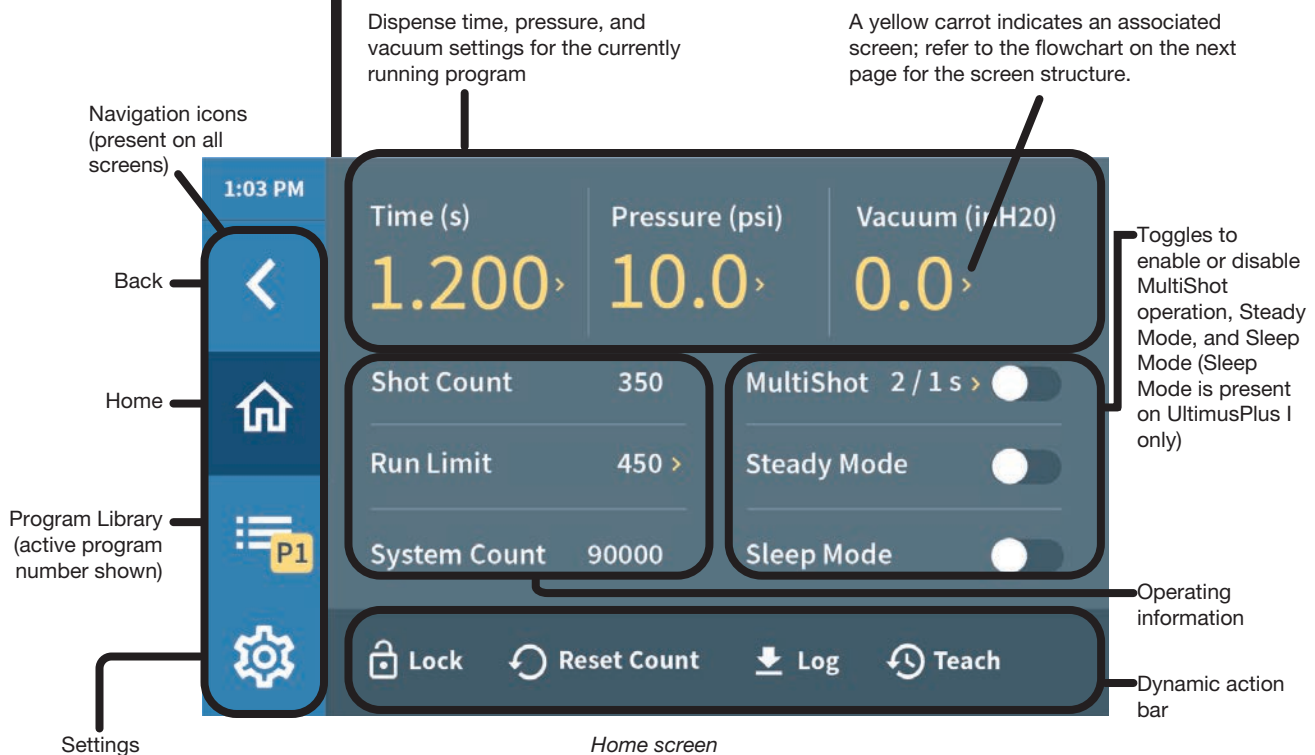 Dispense time, pressure, and
vacuum settings for the currently
running program
A yellow carrot indicates an associated
screen; refer to the flowchart on the next
page for the screen structure.
Navigation icons
(present on all
screens)
1:03 PM
Time (s)
Pressure (psi)
Vacuum (inH20)
1.200 ›
10.0 ›
0.0 ›
Back
Toggles to
enable or disable
MultiShot
operation, Steady
Mode, and Sleep
Mode (Sleep
Mode is present
on UltimusPlus I
only)
Home
Shot Count 350
MultiShot 2 / 1 s ›
Run Limit 450 ›
Steady Mode
Program Library
(active program
number shown)
P1
System Count 90000
Sleep Mode
Operating
information
Lock
Reset Count
Log
Teach
Dynamic action
bar
Settings
Home screen